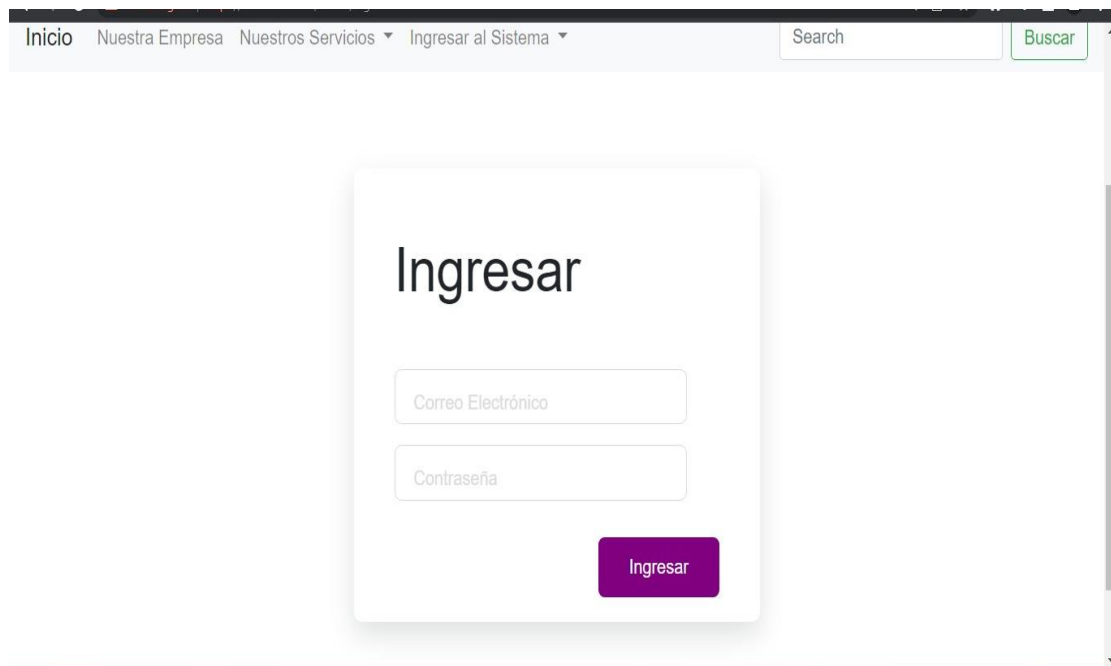 Inicio Nuestra Empresa Nuestros Servicios Ingresar al Sistema Search Buscar
Ingresar
Correo Electrónico
Contraseña
Ingresar